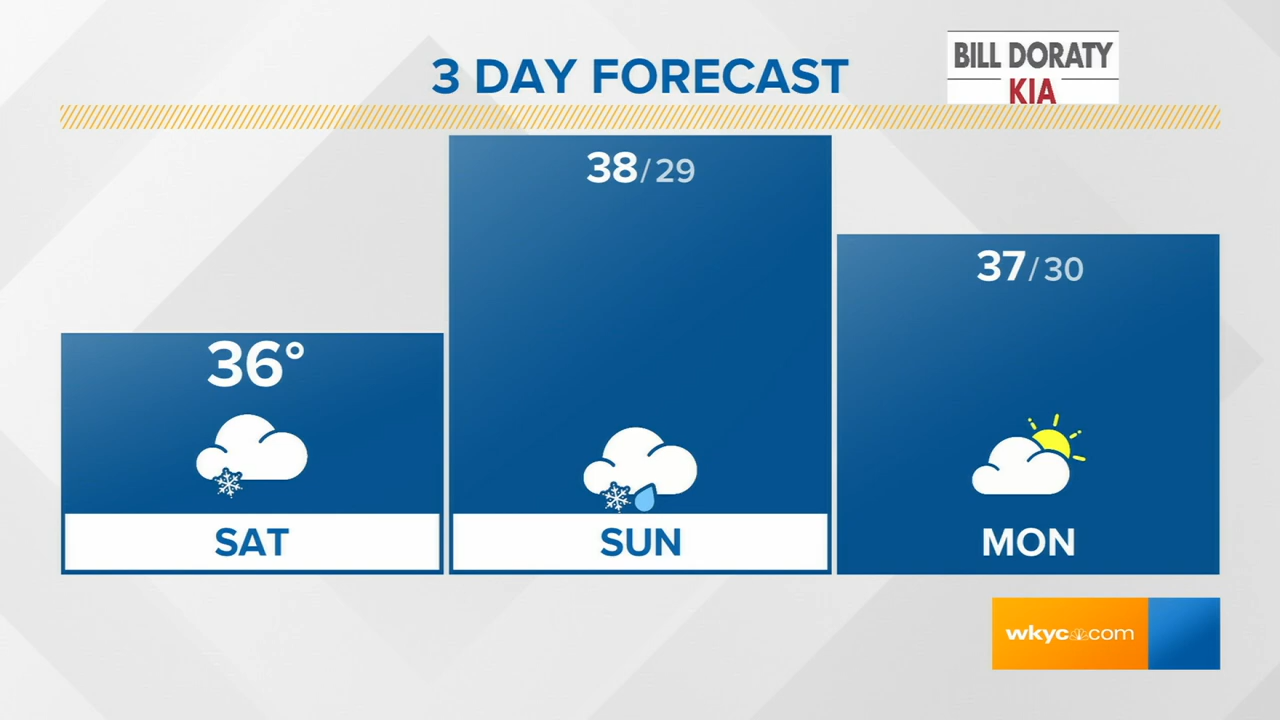 3 DAY FORECAST
BILL DORATY
KIA
36°
38/29
37/30
SAT
SUN
MON
wkyc.com